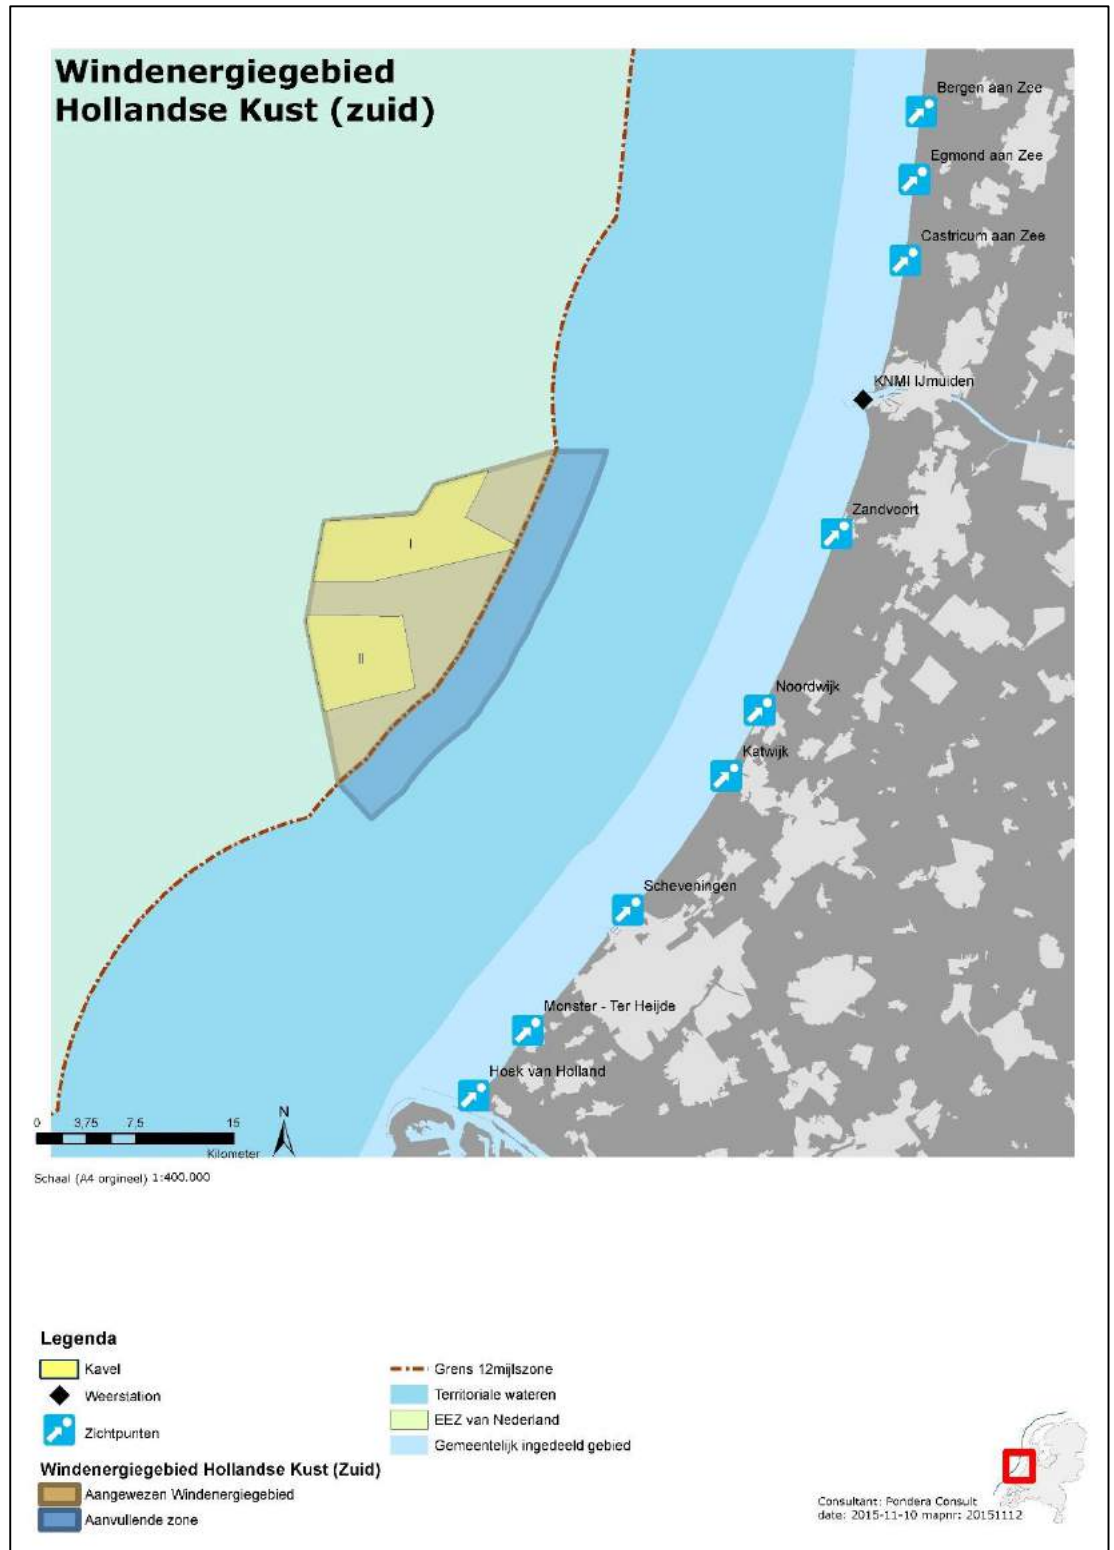 Windenergiegebied
Hollandse Kust (zuid)
Bergen aan Zee
Egmond aan Zee
Castricum aan Zee
KNMI IJmuiden
I
Zandvoort
II
Noordwijk
Katwijk
Scheveningen
Monster - Ter Heijde
Hoek van Holland
0 3,75 7,5 15
Kilometer
N
Schaal (A4 orgineel) 1:400.000
Legenda
Kavel
Weerstation
Zichtpunten
Windenergiegebied Hollandse Kust (Zuid)
Aangewezen Windenergiegebied
Aanvullende zone
Grens 12mijlszone
Territoriale wateren
EEZ van Nederland
Gemeentelijk ingedeeld gebied
Consultant: Pondera Consult
date: 2015-11-10 mapnr: 20151112